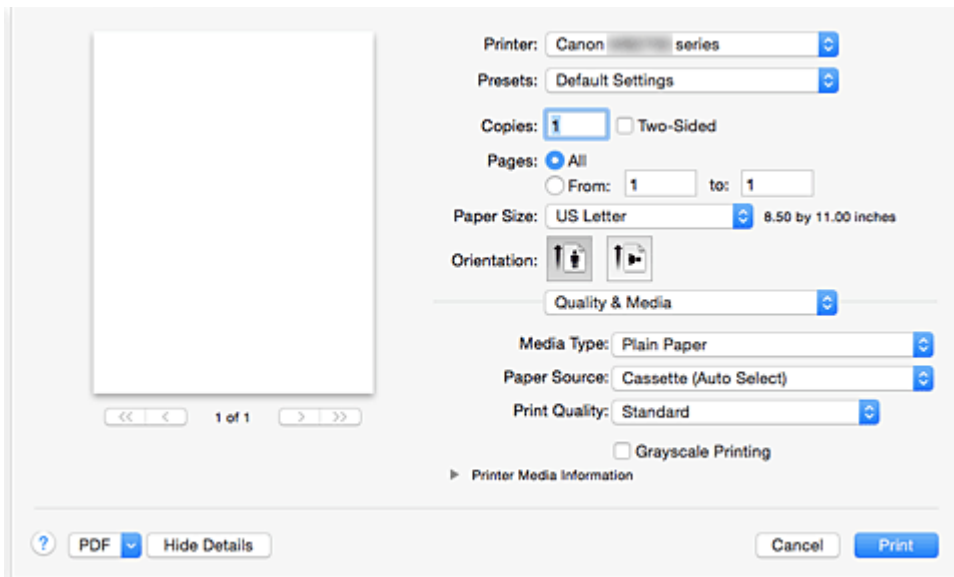 Printer: Canon series
Presets: Default Settings
Copies: 1 Two-Sided
Pages: All
From: 1 to: 1
Paper Size: US Letter 8.50 by 11.00 inches
Orientation:
Quality & Media
Media Type: Plain Paper
Paper Source: Cassette (Auto Select)
<< < 1 of 1 > >> Print Quality: Standard
Grayscale Printing
Printer Media Information
? PDF Hide Details Cancel Print